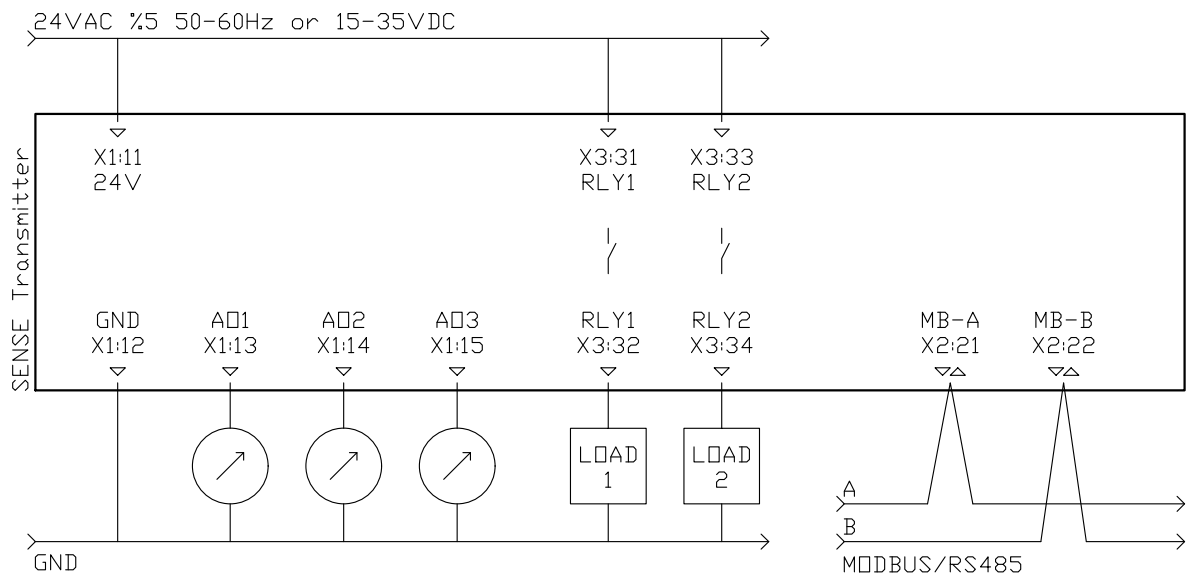 24VAC %5 50-60Hz or 15-35VDC
SENSE Transmitter
X1:11
24V
X3:31
RLY1
X3:33
RLY2
GND
X1:12
AO1
X1:13
AO2
X1:14
AO3
X1:15
RLY1
X3:32
RLY2
X3:34
MB-A
X2:21
MB-B
X2:22
LOAD
1
LOAD
2
A
B
GND
MODBUS/RS485